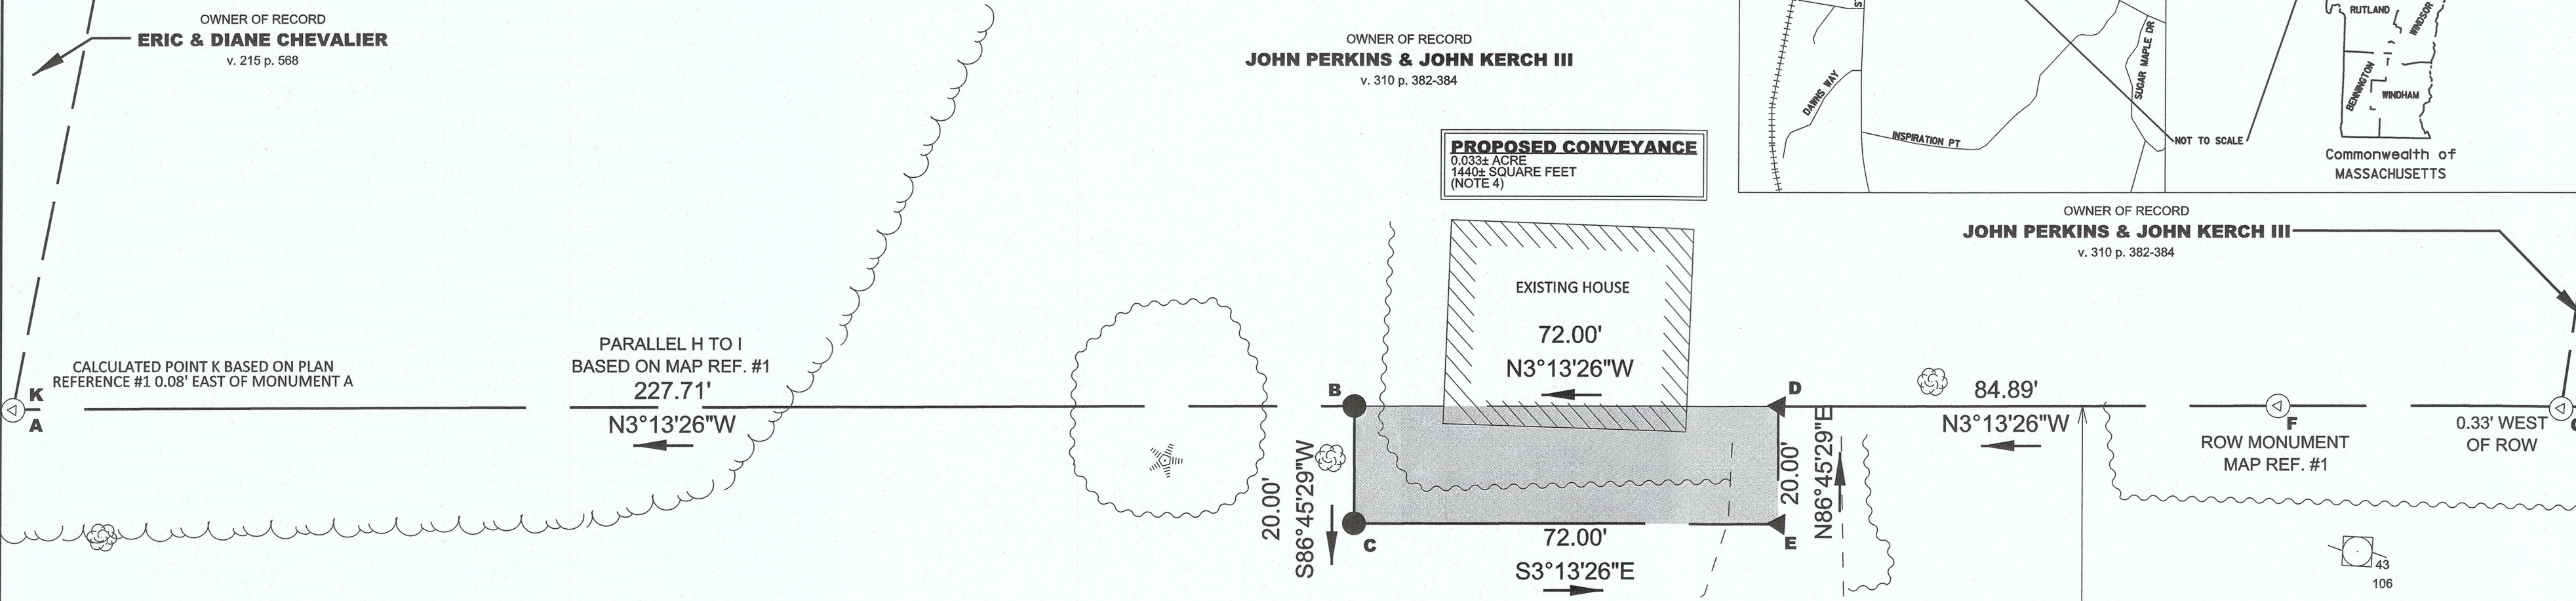 OWNER OF RECORD
ERIC & DIANE CHEVALIER
v. 215 p. 568
OWNER OF RECORD
JOHN PERKINS & JOHN KERCH III
v. 310 p. 382-384
PROPOSED CONVEYANCE
0.033± ACRE
1440± SQUARE FEET
(NOTE 4)
DAWNS WAY
INSPIRATION PT
SUGAR MAPLE DR
NOT TO SCALE
RUTLAND
WINDSOR
BENNINGTON
WINDHAM
Commonwealth of
MASSACHUSETTS
OWNER OF RECORD
JOHN PERKINS & JOHN KERCH III
v. 310 p. 382-384
EXISTING HOUSE
72.00'
N3°13'26"W
CALCULATED POINT K BASED ON PLAN
REFERENCE #1 0.08' EAST OF MONUMENT A
K
A
PARALLEL H TO I
BASED ON MAP REF. #1
227.71'
N3°13'26"W
B
D
84.89'
N3°13'26"W
F
ROW MONUMENT
MAP REF. #1
0.33' WEST
OF ROW
20.00'
S86°45'29"W
20.00'
N86°45'29"E
C
E
72.00'
S3°13'26"E
43
106